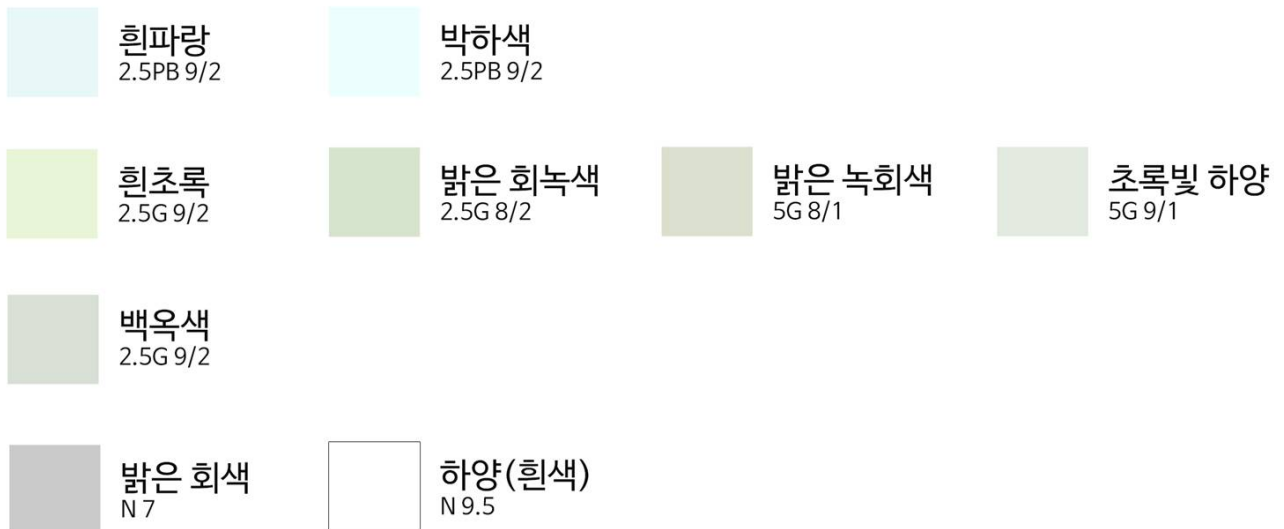 흰파랑
2.5PB 9/2
박하색
2.5PB 9/2
흰초록
2.5G 9/2
밝은 회녹색
2.5G 8/2
밝은 녹회색
5G 8/1
초록빛 하양
5G 9/1
백옥색
2.5G 9/2
밝은 회색
N 7
하양(흰색)
N 9.5